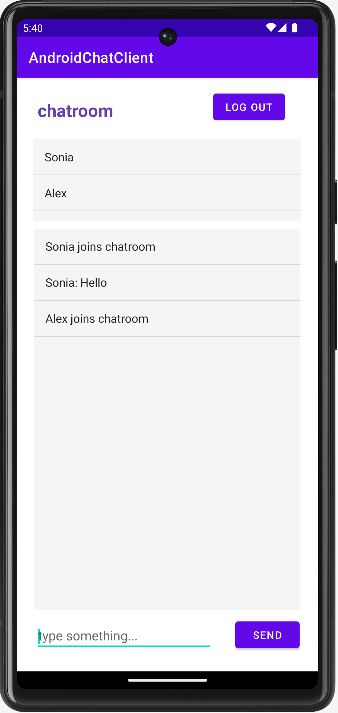 5:40
AndroidChatClient
chatroom
LOG OUT
Sonia
Alex
Sonia joins chatroom
Sonia: Hello
Alex joins chatroom
type something...
SEND